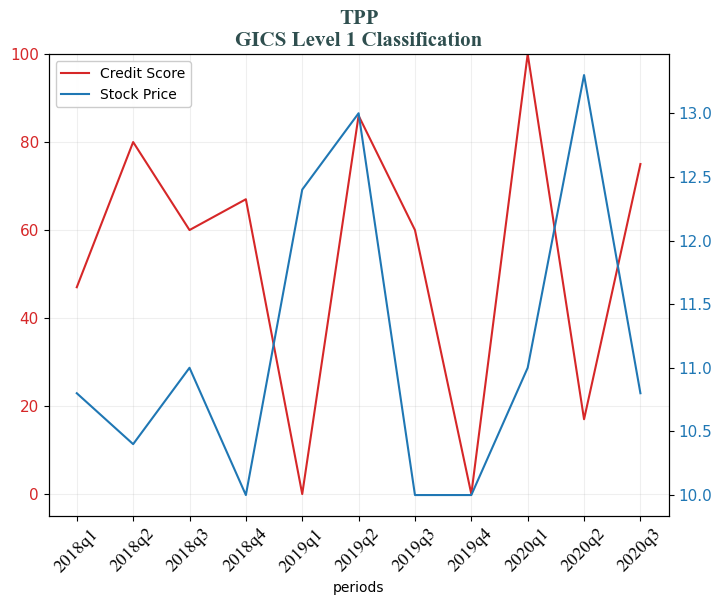 TPP
GICS Level 1 Classification
Credit Score
Stock Price
100
80
60
40
20
0
13.0
12.5
12.0
11.5
11.0
10.5
10.0
2018q1 2018q2 2018q3 2018q4 2019q1 2019q2 2019q3 2019q4 2020q1 2020q2 2020q3
periods